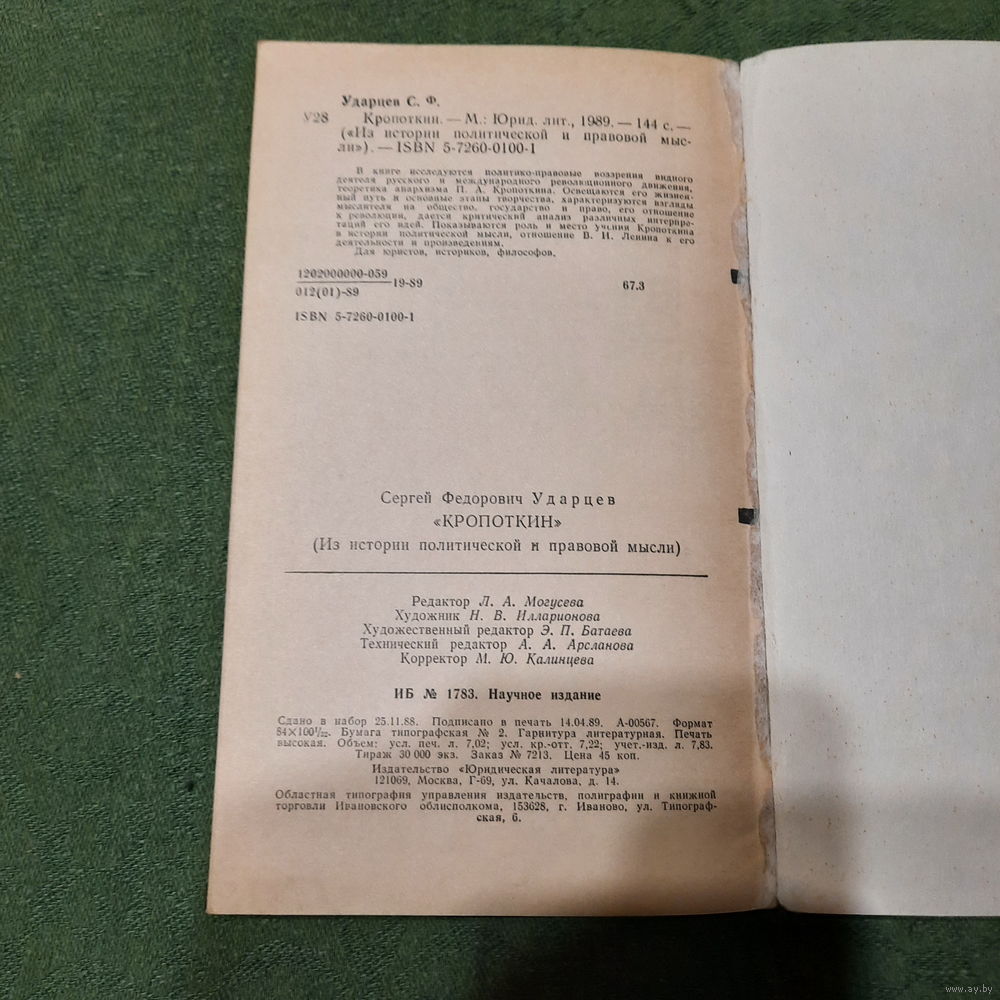 Ударцев С. Ф.
У28 Кропоткин. — М.: Юрид. лит., 1989. — 144 с. —
(«Из истории политической и правовой мыс-
ли»). — ISBN 5-7260-0100-1
В книге исследуются политико-правовые воззрения видного
деятеля русского и международного революционного движения,
теоретика анархизма П. А. Кропоткина. Освещаются его жизнен-
ный путь и основные этапы творчества, характеризуются взгляды
мыслителя на общество, государство и право, его отношение
к революции, дается критический анализ различных интерпре-
таций его идей. Показываются роль и место учения Кропоткина
в истории политической мысли, отношение В. И. Ленина к его
деятельности и произведениям.
Для юристов, историков, философов.
1202000000-059
012(01)-89
19-89
67.3
ISBN 5-7260-0100-1
Сергей Федорович Ударцев
«КРОПОТКИН»
(Из истории политической и правовой мысли)
Редактор Л. А. Могусева
Художник Н. В. Илларионова
Художественный редактор Э. П. Батаева
Технический редактор А. А. Арсланова
Корректор М. Ю. Калинцева
ИБ № 1783. Научное издание
Сдано в набор 25.11.88. Подписано в печать 14.04.89. А-00567. Формат
84×100¹/₃₂. Бумага типографская № 2. Гарнитура литературная. Печать
высокая. Объем: усл. печ. л. 7,02; усл. кр.-отт. 7,22; учет.-изд. л. 7,83.
Тираж 30 000 экз. Заказ № 7213. Цена 45 коп.
Издательство «Юридическая литература»
121069, Москва, Г-69, ул. Качалова, д. 14.
Областная типография управления издательств, полиграфии и книжной
торговли Ивановского облисполкома, 153628, г. Иваново, ул. Типограф-
ская, 6.
www.ay.by